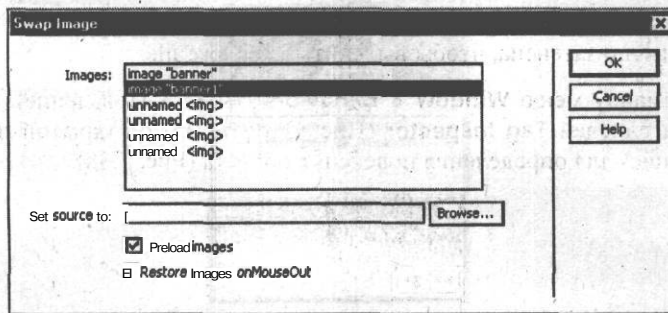 Swap Image
Images:
image "banner"
image "banner1"
unnamed <img>
unnamed <img>
unnamed <img>
unnamed <img>
OK
Cancel
Help
Set source to:
Browse...
Preload images
Restore Images onMouseOut